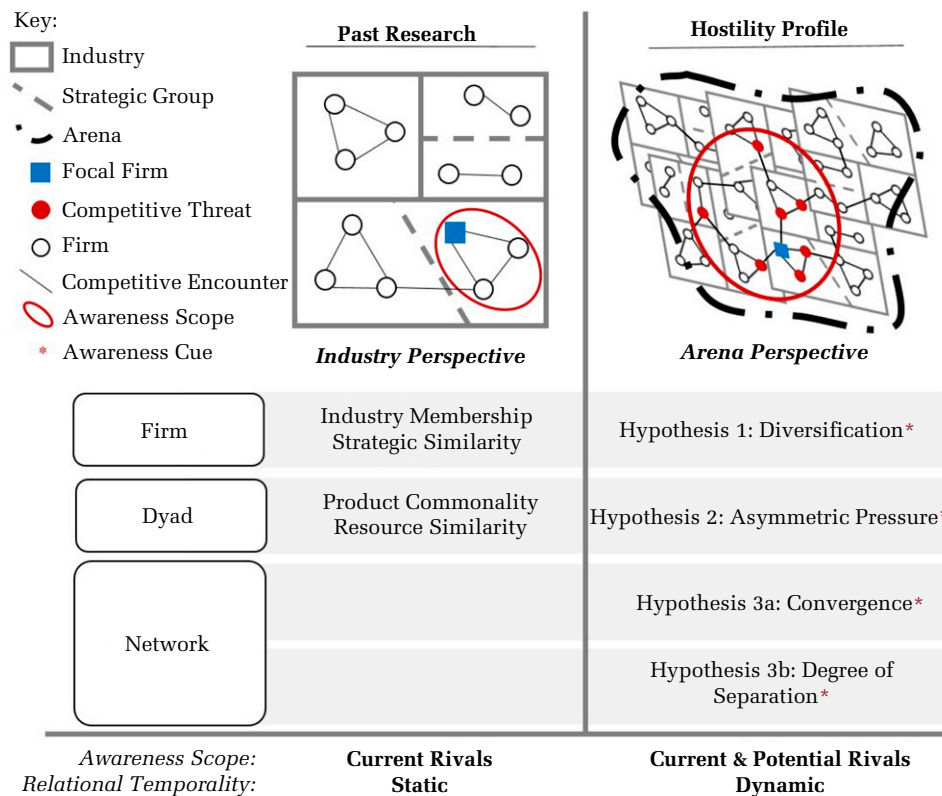 Key:
Industry
Strategic Group
Arena
Focal Firm
Competitive Threat
Firm
Competitive Encounter
Awareness Scope
* Awareness Cue
Past Research
Industry Perspective
Hostility Profile
Arena Perspective
Firm
Industry Membership
Strategic Similarity
Hypothesis 1: Diversification*
Dyad
Product Commonality
Resource Similarity
Hypothesis 2: Asymmetric Pressure*
Network
Hypothesis 3a: Convergence*
Hypothesis 3b: Degree of
Separation*
Awareness Scope:
Current Rivals
Current & Potential Rivals
Relational Temporality:
Static
Dynamic